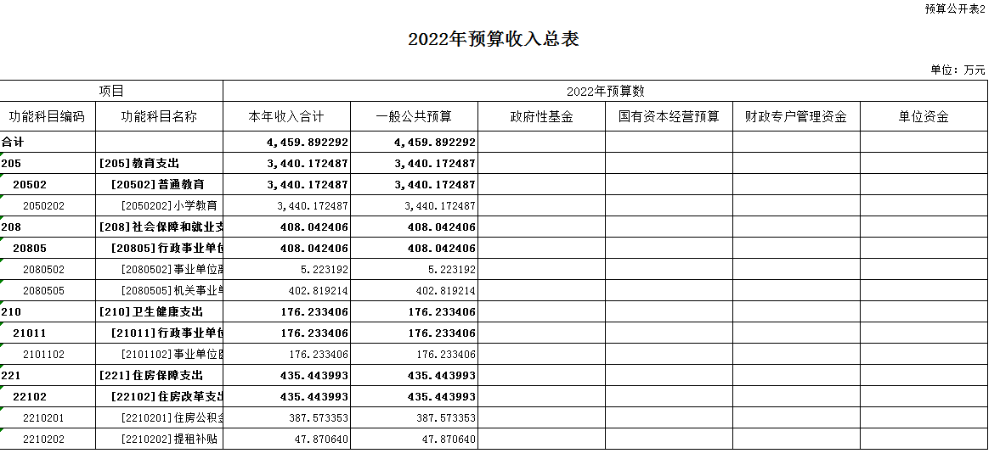 预算公开表2
2022年预算收入总表
单位：万元
项目 2022年预算数
功能科目编码 功能科目名称 本年收入合计 一般公共预算 政府性基金 国有资本经营预算 财政专户管理资金 单位资金
合计 4,459.892292 4,459.892292
205 [205]教育支出 3,440.172487 3,440.172487
20502 [20502]普通教育 3,440.172487 3,440.172487
2050202 [2050202]小学教育 3,440.172487 3,440.172487
208 [208]社会保障和就业支 408.042406 408.042406
20805 [20805]行政事业单位 408.042406 408.042406
2080502 [2080502]事业单位离 5.223192 5.223192
2080505 [2080505]机关事业单 402.819214 402.819214
210 [210]卫生健康支出 176.233406 176.233406
21011 [21011]行政事业单位 176.233406 176.233406
2101102 [2101102]事业单位医 176.233406 176.233406
221 [221]住房保障支出 435.443993 435.443993
22102 [22102]住房改革支出 435.443993 435.443993
2210201 [2210201]住房公积金 387.573353 387.573353
2210202 [2210202]提租补贴 47.870640 47.870640